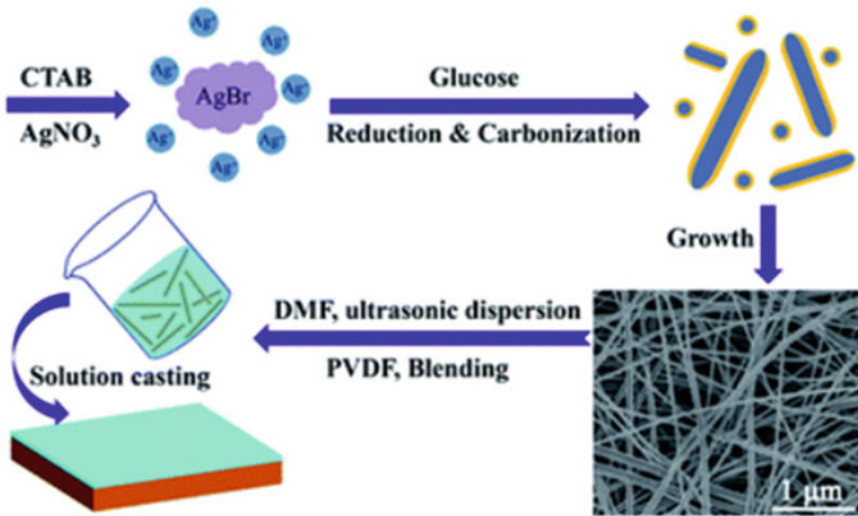 CTAB
AgNO₃
Ag⁺
Ag⁺
Ag⁺
AgBr
Ag⁺
Ag⁺
Ag⁺
Ag⁺
Glucose
Reduction & Carbonization
Growth
DMF, ultrasonic dispersion
PVDF, Blending
Solution casting
1 μm